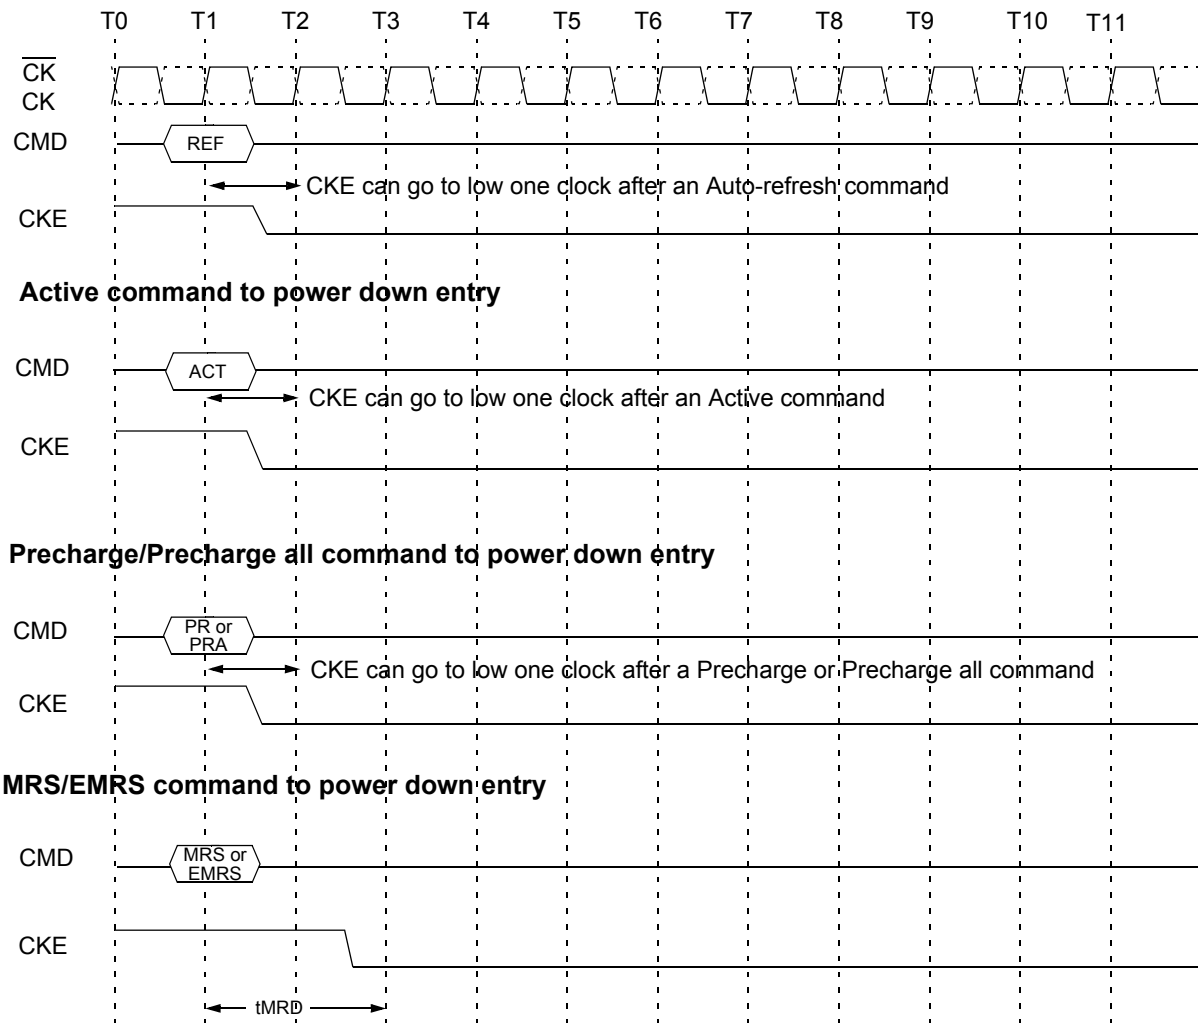 T0 T1 T2 T3 T4 T5 T6 T7 T8 T9 T10 T11
CK
CK
CMD REF
CKE can go to low one clock after an Auto-refresh command
CKE
Active command to power down entry
CMD ACT
CKE can go to low one clock after an Active command
CKE
Precharge/Precharge all command to power down entry
CMD PR or
PRA
CKE can go to low one clock after a Precharge or Precharge all command
CKE
MRS/EMRS command to power down entry
CMD MRS or
EMRS
CKE
tMRD